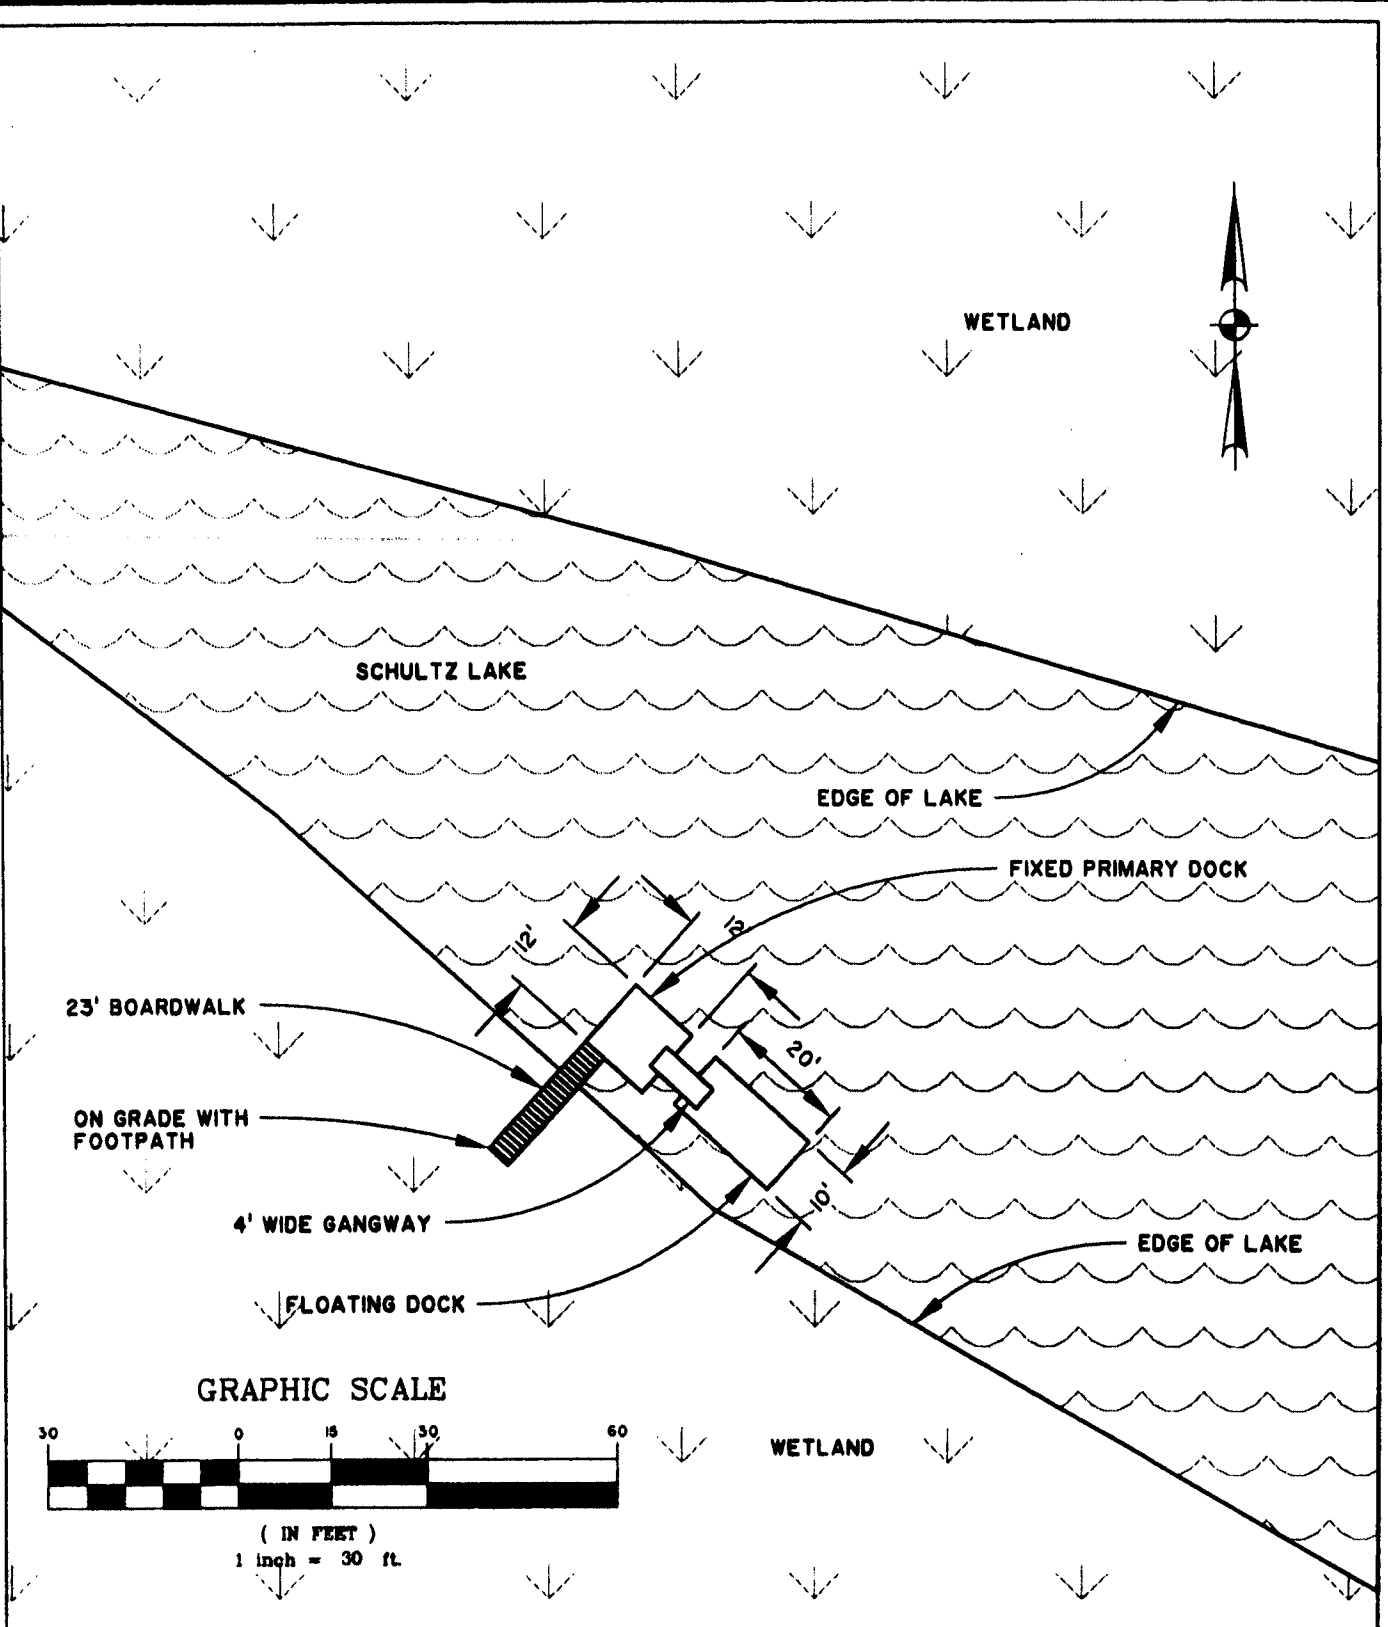 WETLAND
SCHULTZ LAKE
EDGE OF LAKE
FIXED PRIMARY DOCK
12'
12'
23' BOARDWALK
20'
ON GRADE WITH
FOOTPATH
10'
4' WIDE GANGWAY
EDGE OF LAKE
FLOATING DOCK
GRAPHIC SCALE
30 0 15 30 60
WETLAND
( IN FEET )
1 inch = 30 ft.